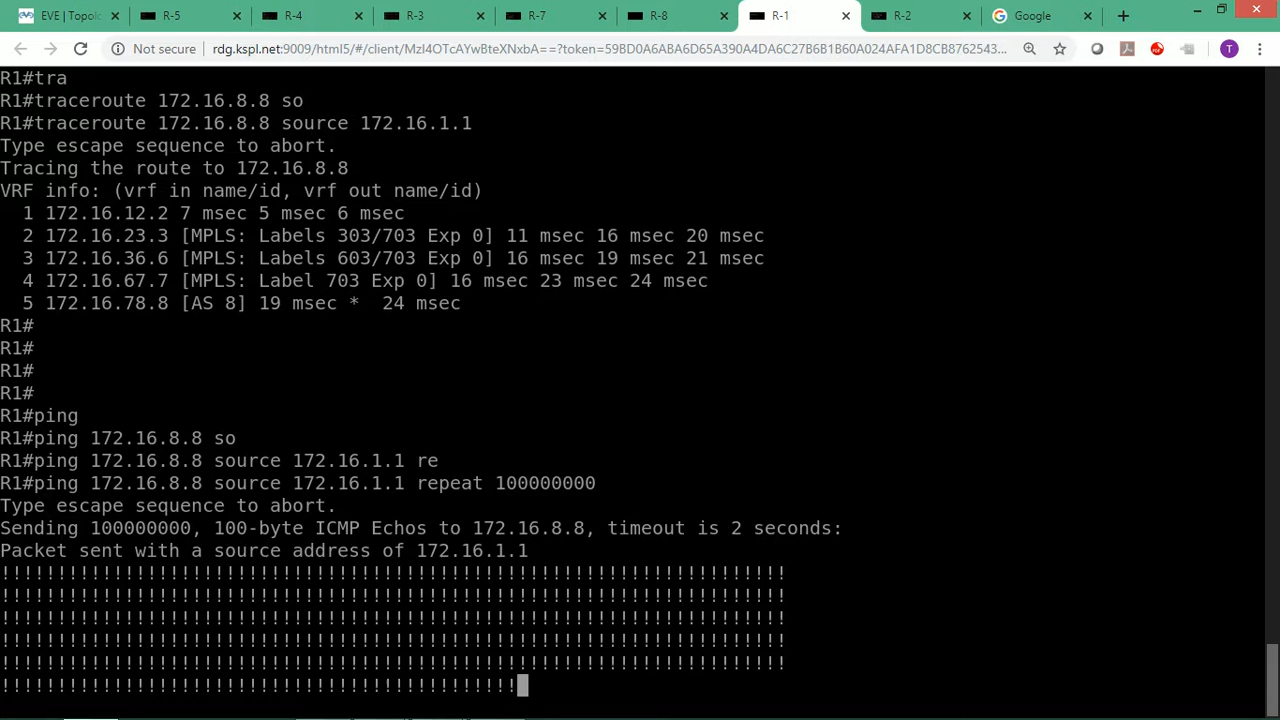 EVE | Topol
R-5
R-4
R-3
R-7
R-8
R-1
R-2
Google
Not secure
rdg.kspl.net:9009/html5/#/client/MzI4OTcAYwBteXNxbA==?token=59BD0A6ABA6D65A390A4DA6C27B6B1B60A024AFA1D8CB8762543...
T
R1#tra
R1#traceroute 172.16.8.8 so
R1#traceroute 172.16.8.8 source 172.16.1.1
Type escape sequence to abort.
Tracing the route to 172.16.8.8
VRF info: (vrf in name/id, vrf out name/id)
1 172.16.12.2 7 msec 5 msec 6 msec
2 172.16.23.3 [MPLS: Labels 303/703 Exp 0] 11 msec 16 msec 20 msec
3 172.16.36.6 [MPLS: Labels 603/703 Exp 0] 16 msec 19 msec 21 msec
4 172.16.67.7 [MPLS: Label 703 Exp 0] 16 msec 23 msec 24 msec
5 172.16.78.8 [AS 8] 19 msec *  24 msec
R1#
R1#
R1#
R1#
R1#ping
R1#ping 172.16.8.8 so
R1#ping 172.16.8.8 source 172.16.1.1 re
R1#ping 172.16.8.8 source 172.16.1.1 repeat 100000000
Type escape sequence to abort.
Sending 100000000, 100-byte ICMP Echos to 172.16.8.8, timeout is 2 seconds:
Packet sent with a source address of 172.16.1.1
!!!!!!!!!!!!!!!!!!!!!!!!!!!!!!!!!!!!!!!!!!!!!!!!!!!!!!!!!!!!!!!!!!!!!!
!!!!!!!!!!!!!!!!!!!!!!!!!!!!!!!!!!!!!!!!!!!!!!!!!!!!!!!!!!!!!!!!!!!!!!
!!!!!!!!!!!!!!!!!!!!!!!!!!!!!!!!!!!!!!!!!!!!!!!!!!!!!!!!!!!!!!!!!!!!!!
!!!!!!!!!!!!!!!!!!!!!!!!!!!!!!!!!!!!!!!!!!!!!!!!!!!!!!!!!!!!!!!!!!!!!!
!!!!!!!!!!!!!!!!!!!!!!!!!!!!!!!!!!!!!!!!!!!!!!!!!!!!!!!!!!!!!!!!!!!!!!
!!!!!!!!!!!!!!!!!!!!!!!!!!!!!!!!!!!!!!!!!!!!!!